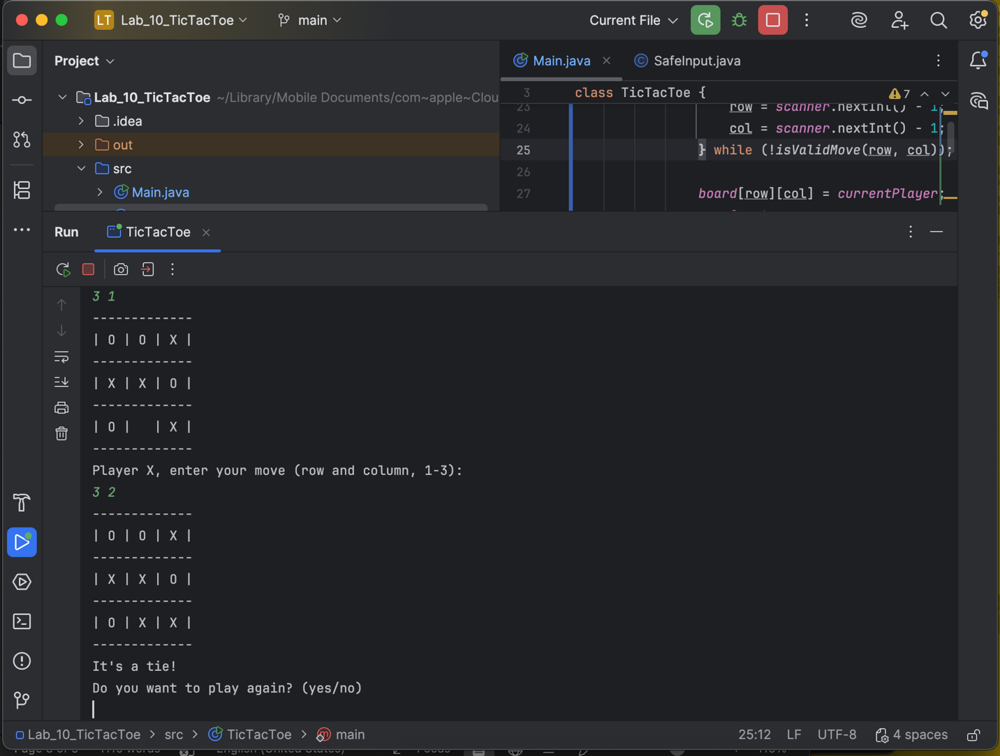 LT Lab_10_TicTacToe main Current File
Project Main.java SafeInput.java
Lab_10_TicTacToe ~/Library/Mobile Documents/com~apple~Clou
3 class TicTacToe { 7
.idea
23 row = scanner.nextInt() - 1;
24 col = scanner.nextInt() - 1;
out
25 } while (!isValidMove(row, col));
src
26
Main.java
27 board[row][col] = currentPlayer;
Run TicTacToe
3 1
-------------
| O | O | X |
-------------
| X | X | O |
-------------
| O |   | X |
-------------
Player X, enter your move (row and column, 1-3):
3 2
-------------
| O | O | X |
-------------
| X | X | O |
-------------
| O | X | X |
-------------
It's a tie!
Do you want to play again? (yes/no)
Lab_10_TicTacToe > src > TicTacToe > main 25:12 LF UTF-8 4 spaces